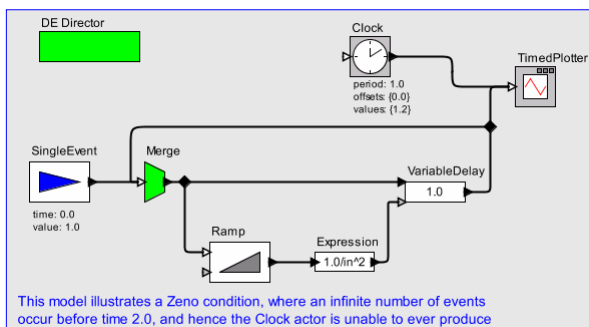 DE Director
Clock
TimedPlotter
period: 1.0
offsets: {0.0}
values: {1.2}
SingleEvent
Merge
VariableDelay
1.0
time: 0.0
value: 1.0
Ramp
Expression
1.0/in^2
This model illustrates a Zeno condition, where an infinite number of events
occur before time 2.0, and hence the Clock actor is unable to ever produce